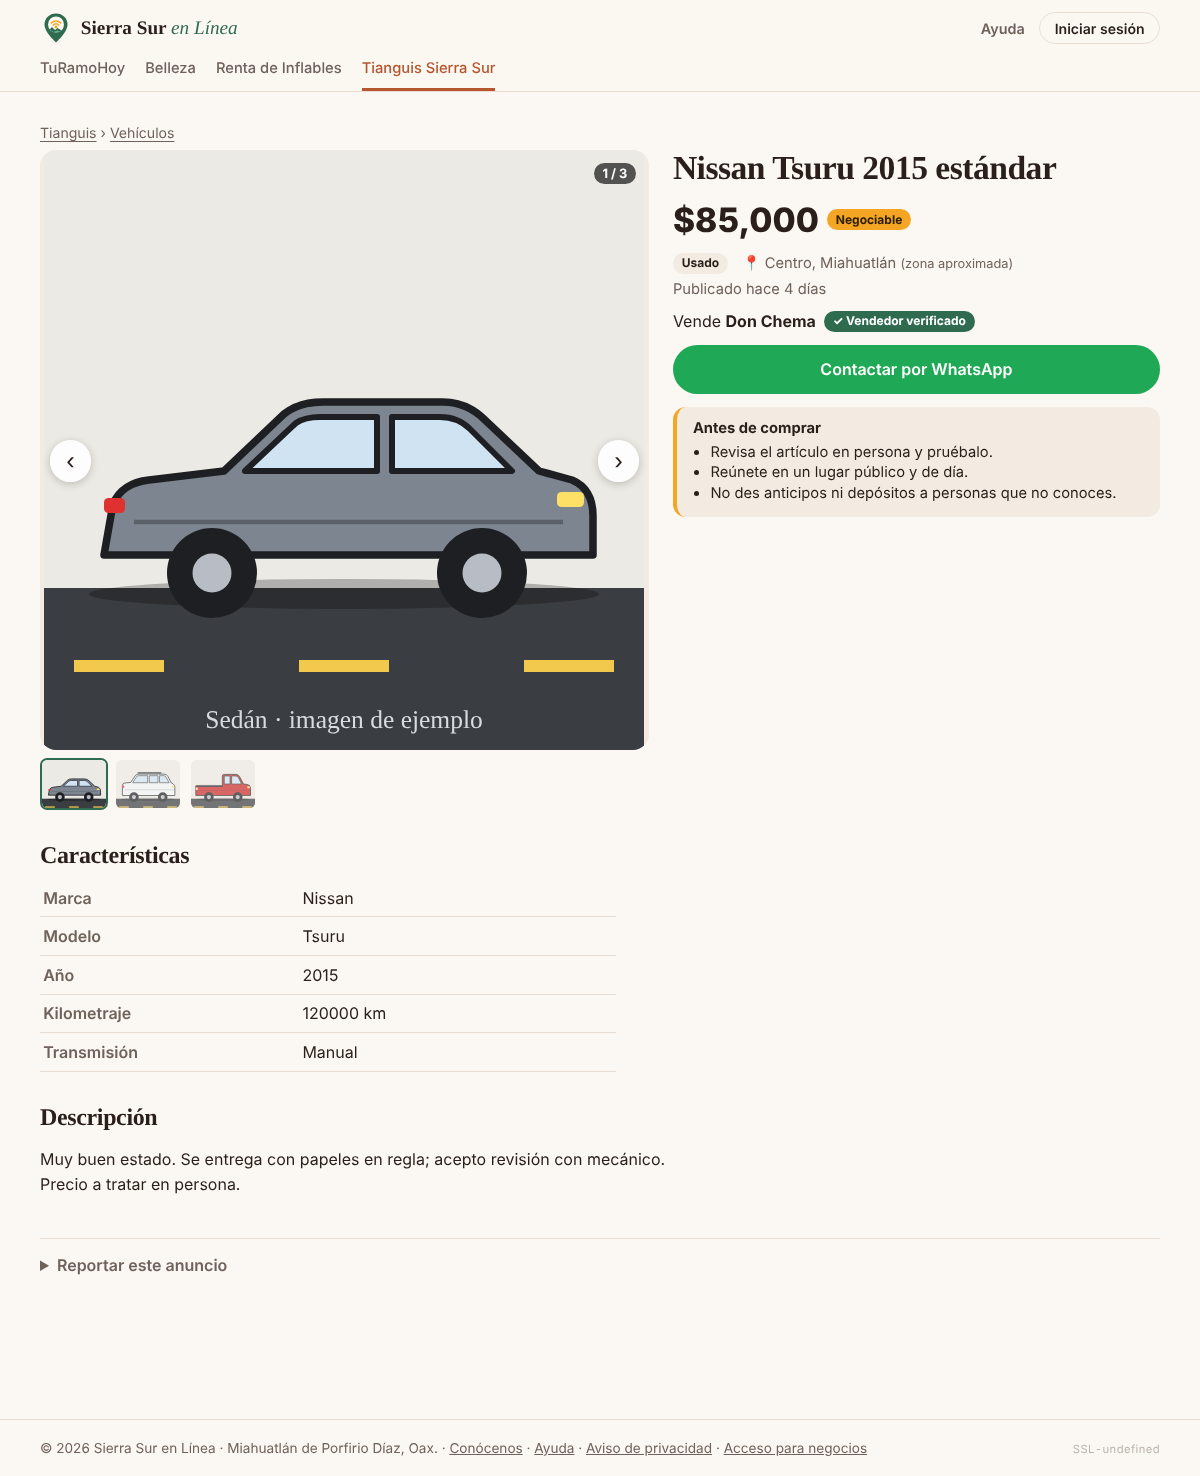 Sierra Sur en Línea
Ayuda
Iniciar sesión
TuRamoHoy
Belleza
Renta de Inflables
Tianguis Sierra Sur
Tianguis › Vehículos
1 / 3
‹
›
Sedán · imagen de ejemplo
Nissan Tsuru 2015 estándar
$85,000 Negociable
Usado 📍 Centro, Miahuatlán (zona aproximada)
Publicado hace 4 días
Vende Don Chema ✓ Vendedor verificado
Contactar por WhatsApp
Antes de comprar
• Revisa el artículo en persona y pruébalo.
• Reúnete en un lugar público y de día.
• No des anticipos ni depósitos a personas que no conoces.
Características
Marca Nissan
Modelo Tsuru
Año 2015
Kilometraje 120000 km
Transmisión Manual
Descripción
Muy buen estado. Se entrega con papeles en regla; acepto revisión con mecánico.
Precio a tratar en persona.
▶ Reportar este anuncio
© 2026 Sierra Sur en Línea · Miahuatlán de Porfirio Díaz, Oax. · Conócenos · Ayuda · Aviso de privacidad · Acceso para negocios
SSL-undefined